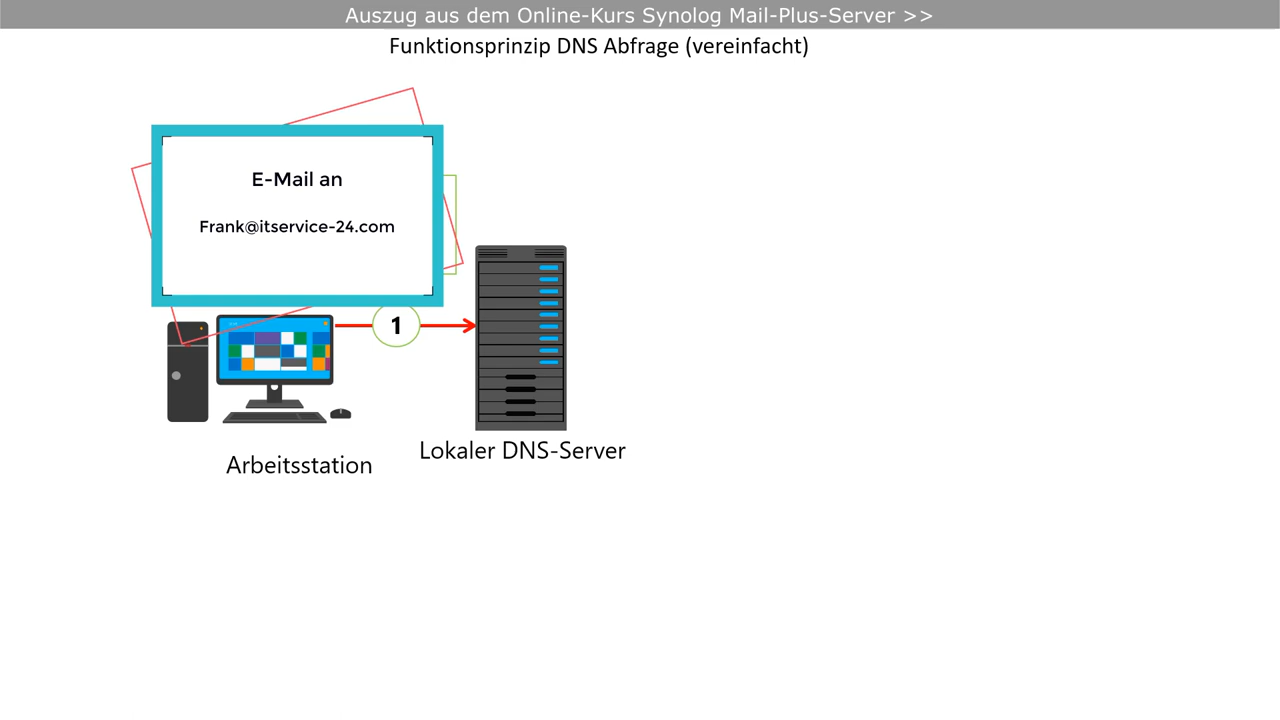 Auszug aus dem Online-Kurs Synolog Mail-Plus-Server >>
Funktionsprinzip DNS Abfrage (vereinfacht)
E-Mail an
Frank@itservice-24.com
1
Lokaler DNS-Server
Arbeitsstation